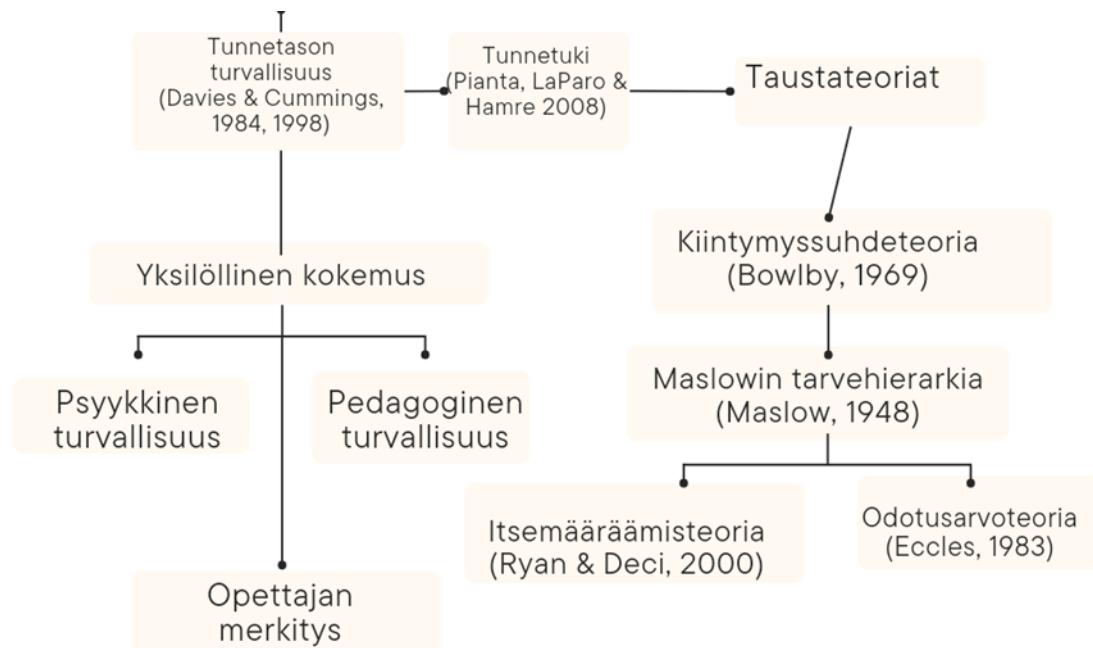 Tunnetason
turvallisuus
(Davies & Cummings,
1984, 1998)
Tunnetuki
(Pianta, LaParo &
Hamre 2008)
Taustateoriat
Kiintymyssuhdeteoria
(Bowlby, 1969)
Yksilöllinen kokemus
Maslowin tarvehierarkia
(Maslow, 1948)
Psyykkinen
turvallisuus
Pedagoginen
turvallisuus
Itsemääräämisteoria
(Ryan & Deci, 2000)
Odotusarvoteoria
(Eccles, 1983)
Opettajan
merkitys